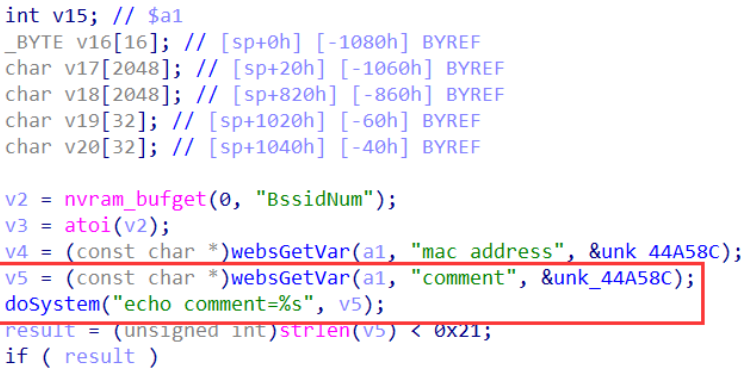 int v15; // $a1
_BYTE v16[16]; // [sp+0h] [-1080h] BYREF
char v17[2048]; // [sp+20h] [-1060h] BYREF
char v18[2048]; // [sp+820h] [-860h] BYREF
char v19[32]; // [sp+1020h] [-60h] BYREF
char v20[32]; // [sp+1040h] [-40h] BYREF
v2 = nvram_bufget(0, "BssidNum");
v3 = atoi(v2);
v4 = (const char *)websGetVar(a1, "mac_address", &unk_44A58C);
v5 = (const char *)websGetVar(a1, "comment", &unk_44A58C);
doSystem("echo comment=%s", v5);
result = (unsigned int)strlen(v5) < 0x21;
if ( result )